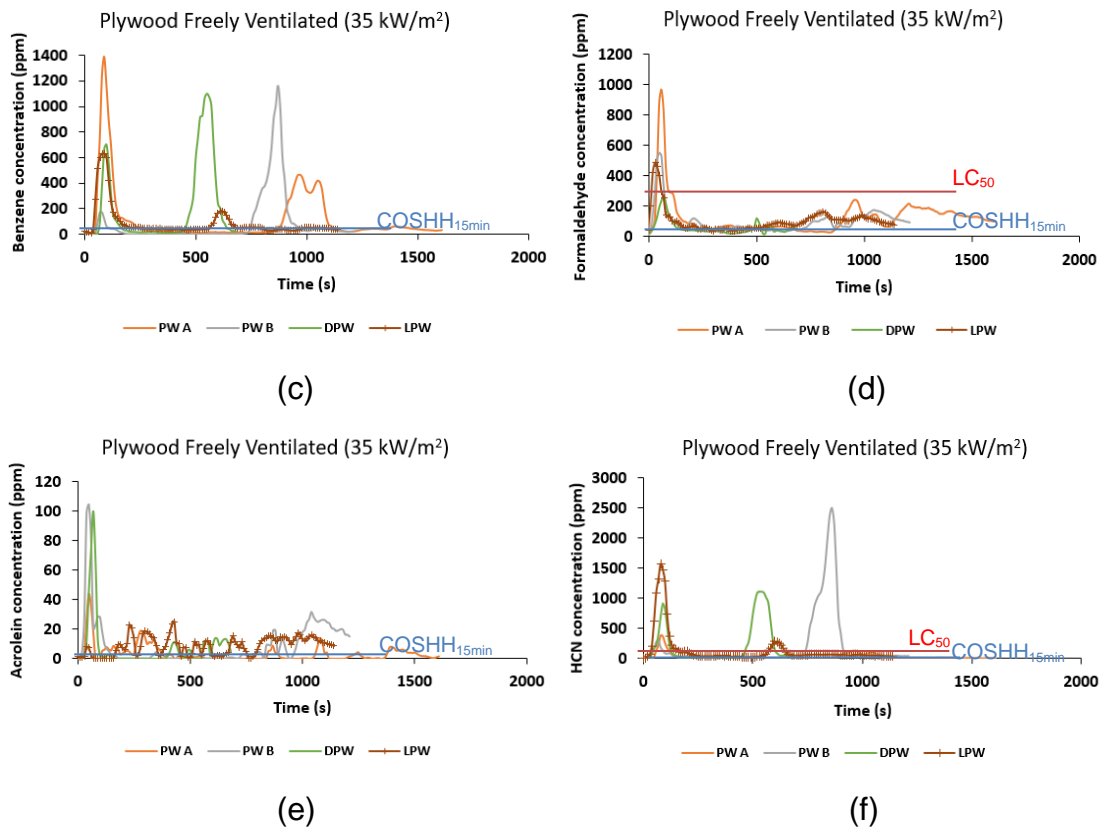 Plywood Freely Ventilated (35 kW/m²)
Benzene concentration (ppm)
1400
1200
1000
800
600
400
200
0
COSHH15min
0 500 1000 1500 2000
Time (s)
PW A PW B DPW LPW
(c)
Plywood Freely Ventilated (35 kW/m²)
Formaldehyde concentration (ppm)
1200
1000
800
600
400
200
0
LC50
COSHH15min
0 500 1000 1500 2000
Time (s)
PW A PW B DPW LPW
(d)
Plywood Freely Ventilated (35 kW/m²)
Acrolein concentration (ppm)
120
100
80
60
40
20
0
COSHH15min
0 500 1000 1500 2000
Time (s)
PW A PW B DPW LPW
(e)
Plywood Freely Ventilated (35 kW/m²)
HCN concentration (ppm)
3000
2500
2000
1500
1000
500
0
LC50
COSHH15min
0 500 1000 1500 2000
Time (s)
PW A PW B DPW LPW
(f)